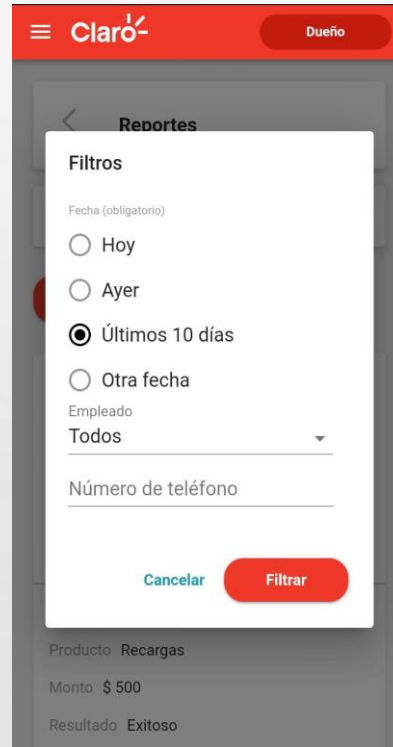 Claro
Dueño
Reportes
Filtros
Fecha (obligatorio)
Hoy
Ayer
Últimos 10 días
Otra fecha
Empleado
Todos
Número de teléfono
Cancelar Filtrar
Producto Recargas
Monto $ 500
Resultado Exitoso